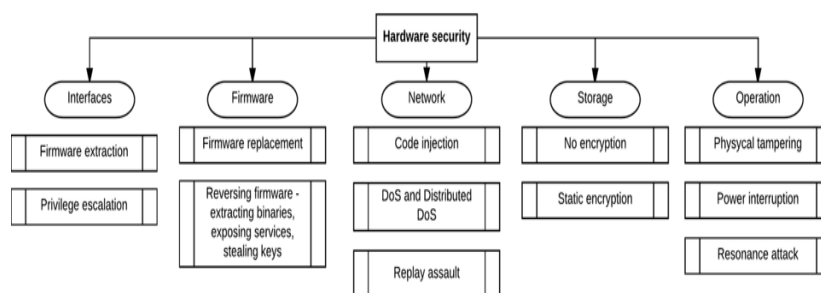 Hardware security
Interfaces
Firmware
Network
Storage
Operation
Firmware extraction
Privilege escalation
Firmware replacement
Reversing firmware -
extracting binaries,
exposing services,
stealing keys
Code injection
DoS and Distributed
DoS
Replay assault
No encryption
Static encryption
Physycal tampering
Power interruption
Resonance attack